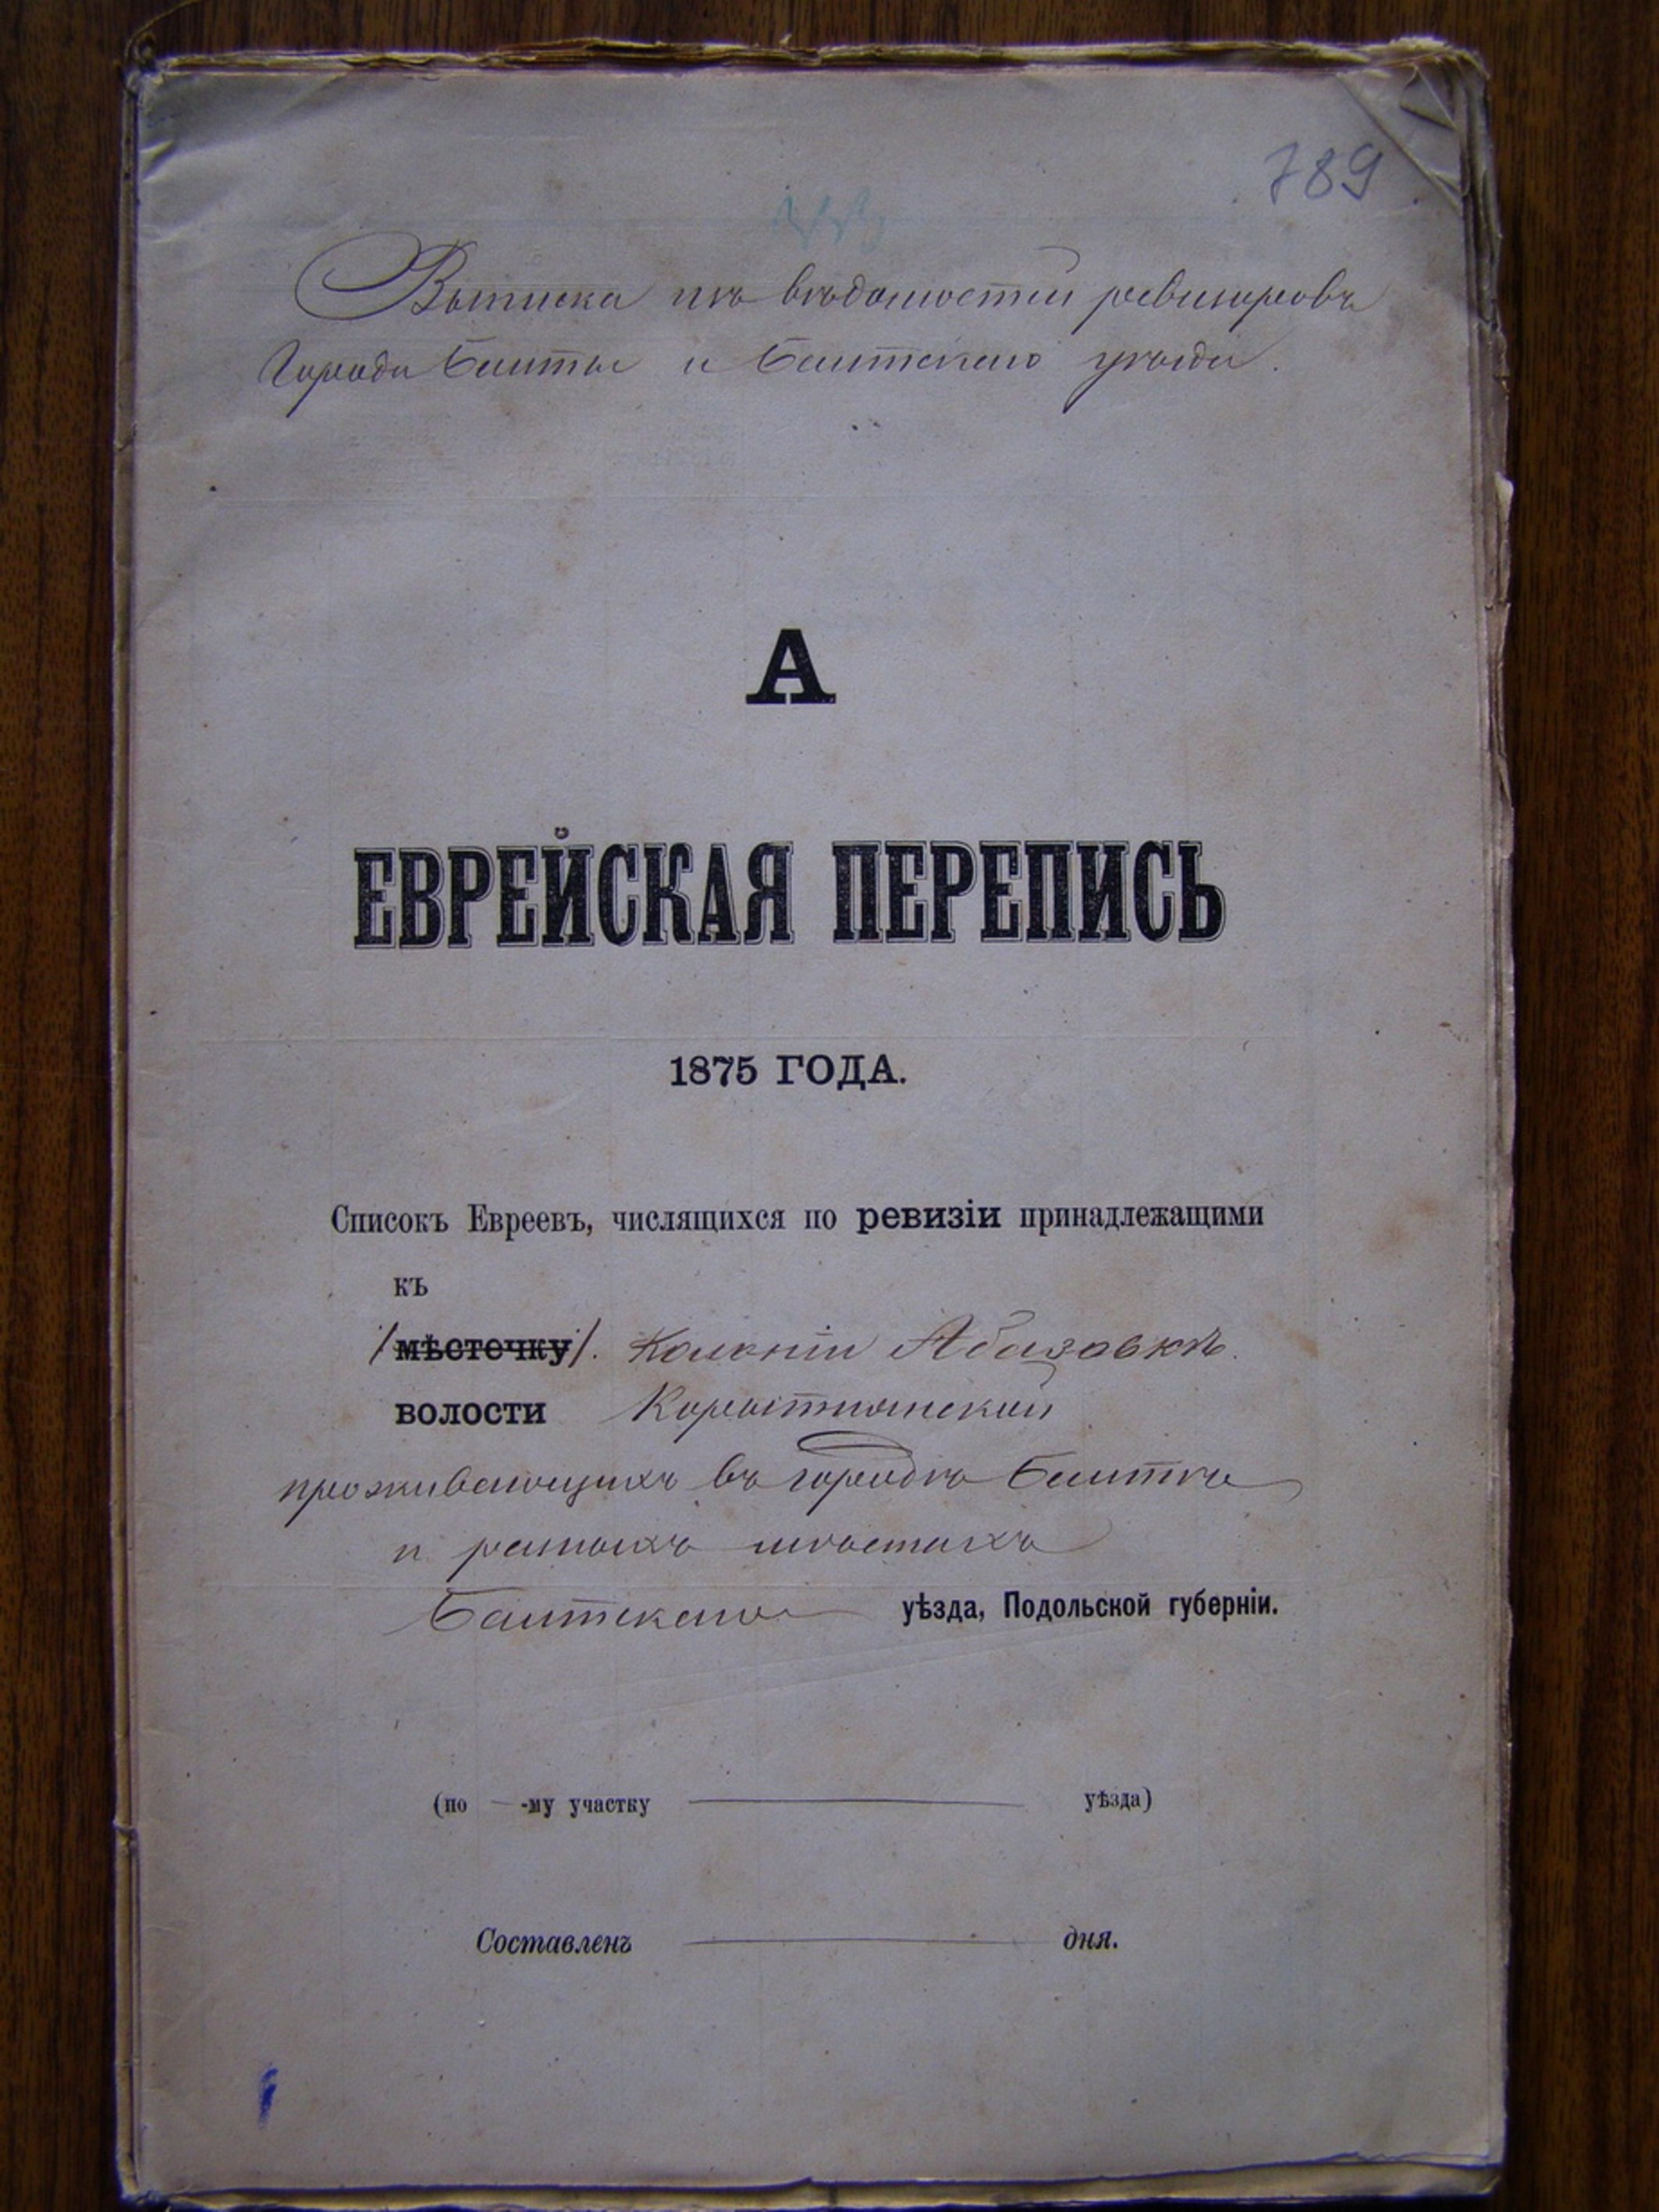 789
Выписка изъ вѣдомостей ревизоровъ
Города Балты и Балтскаго уѣзда.
А
ЕВРЕЙСКАЯ ПЕРЕПИСЬ
1875 ГОДА.
Списокъ Евреевъ, числящихся по ревизіи принадлежащими
къ
/мѣстечку/. Колоніи Абазовкѣ.
волости
проживающихъ въ городѣ Балтѣ
и разныхъ мѣстахъ
Балтскаго уѣзда, Подольской губерніи.
(по -му участку уѣзда)
Составленъ дня.